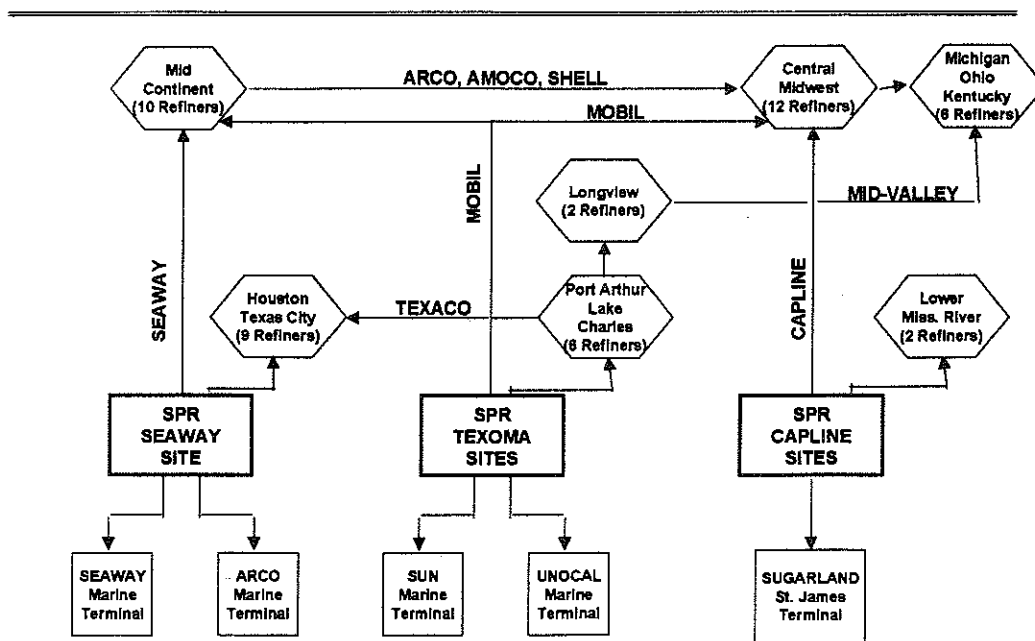 Mid
Continent
(10 Refiners)
ARCO, AMOCO, SHELL
Central
Midwest
(12 Refiners)
Michigan
Ohio
Kentucky
(6 Refiners)
MOBIL
MOBIL
Longview
(2 Refiners)
MID-VALLEY
SEAWAY
Houston
Texas City
(9 Refiners)
TEXACO
Port Arthur
Lake
Charles
(6 Refiners)
CAPLINE
Lower
Miss. River
(2 Refiners)
SPR
SEAWAY
SITE
SPR
TEXOMA
SITES
SPR
CAPLINE
SITES
SEAWAY
Marine
Terminal
ARCO
Marine
Terminal
SUN
Marine
Terminal
UNOCAL
Marine
Terminal
SUGARLAND
St. James
Terminal